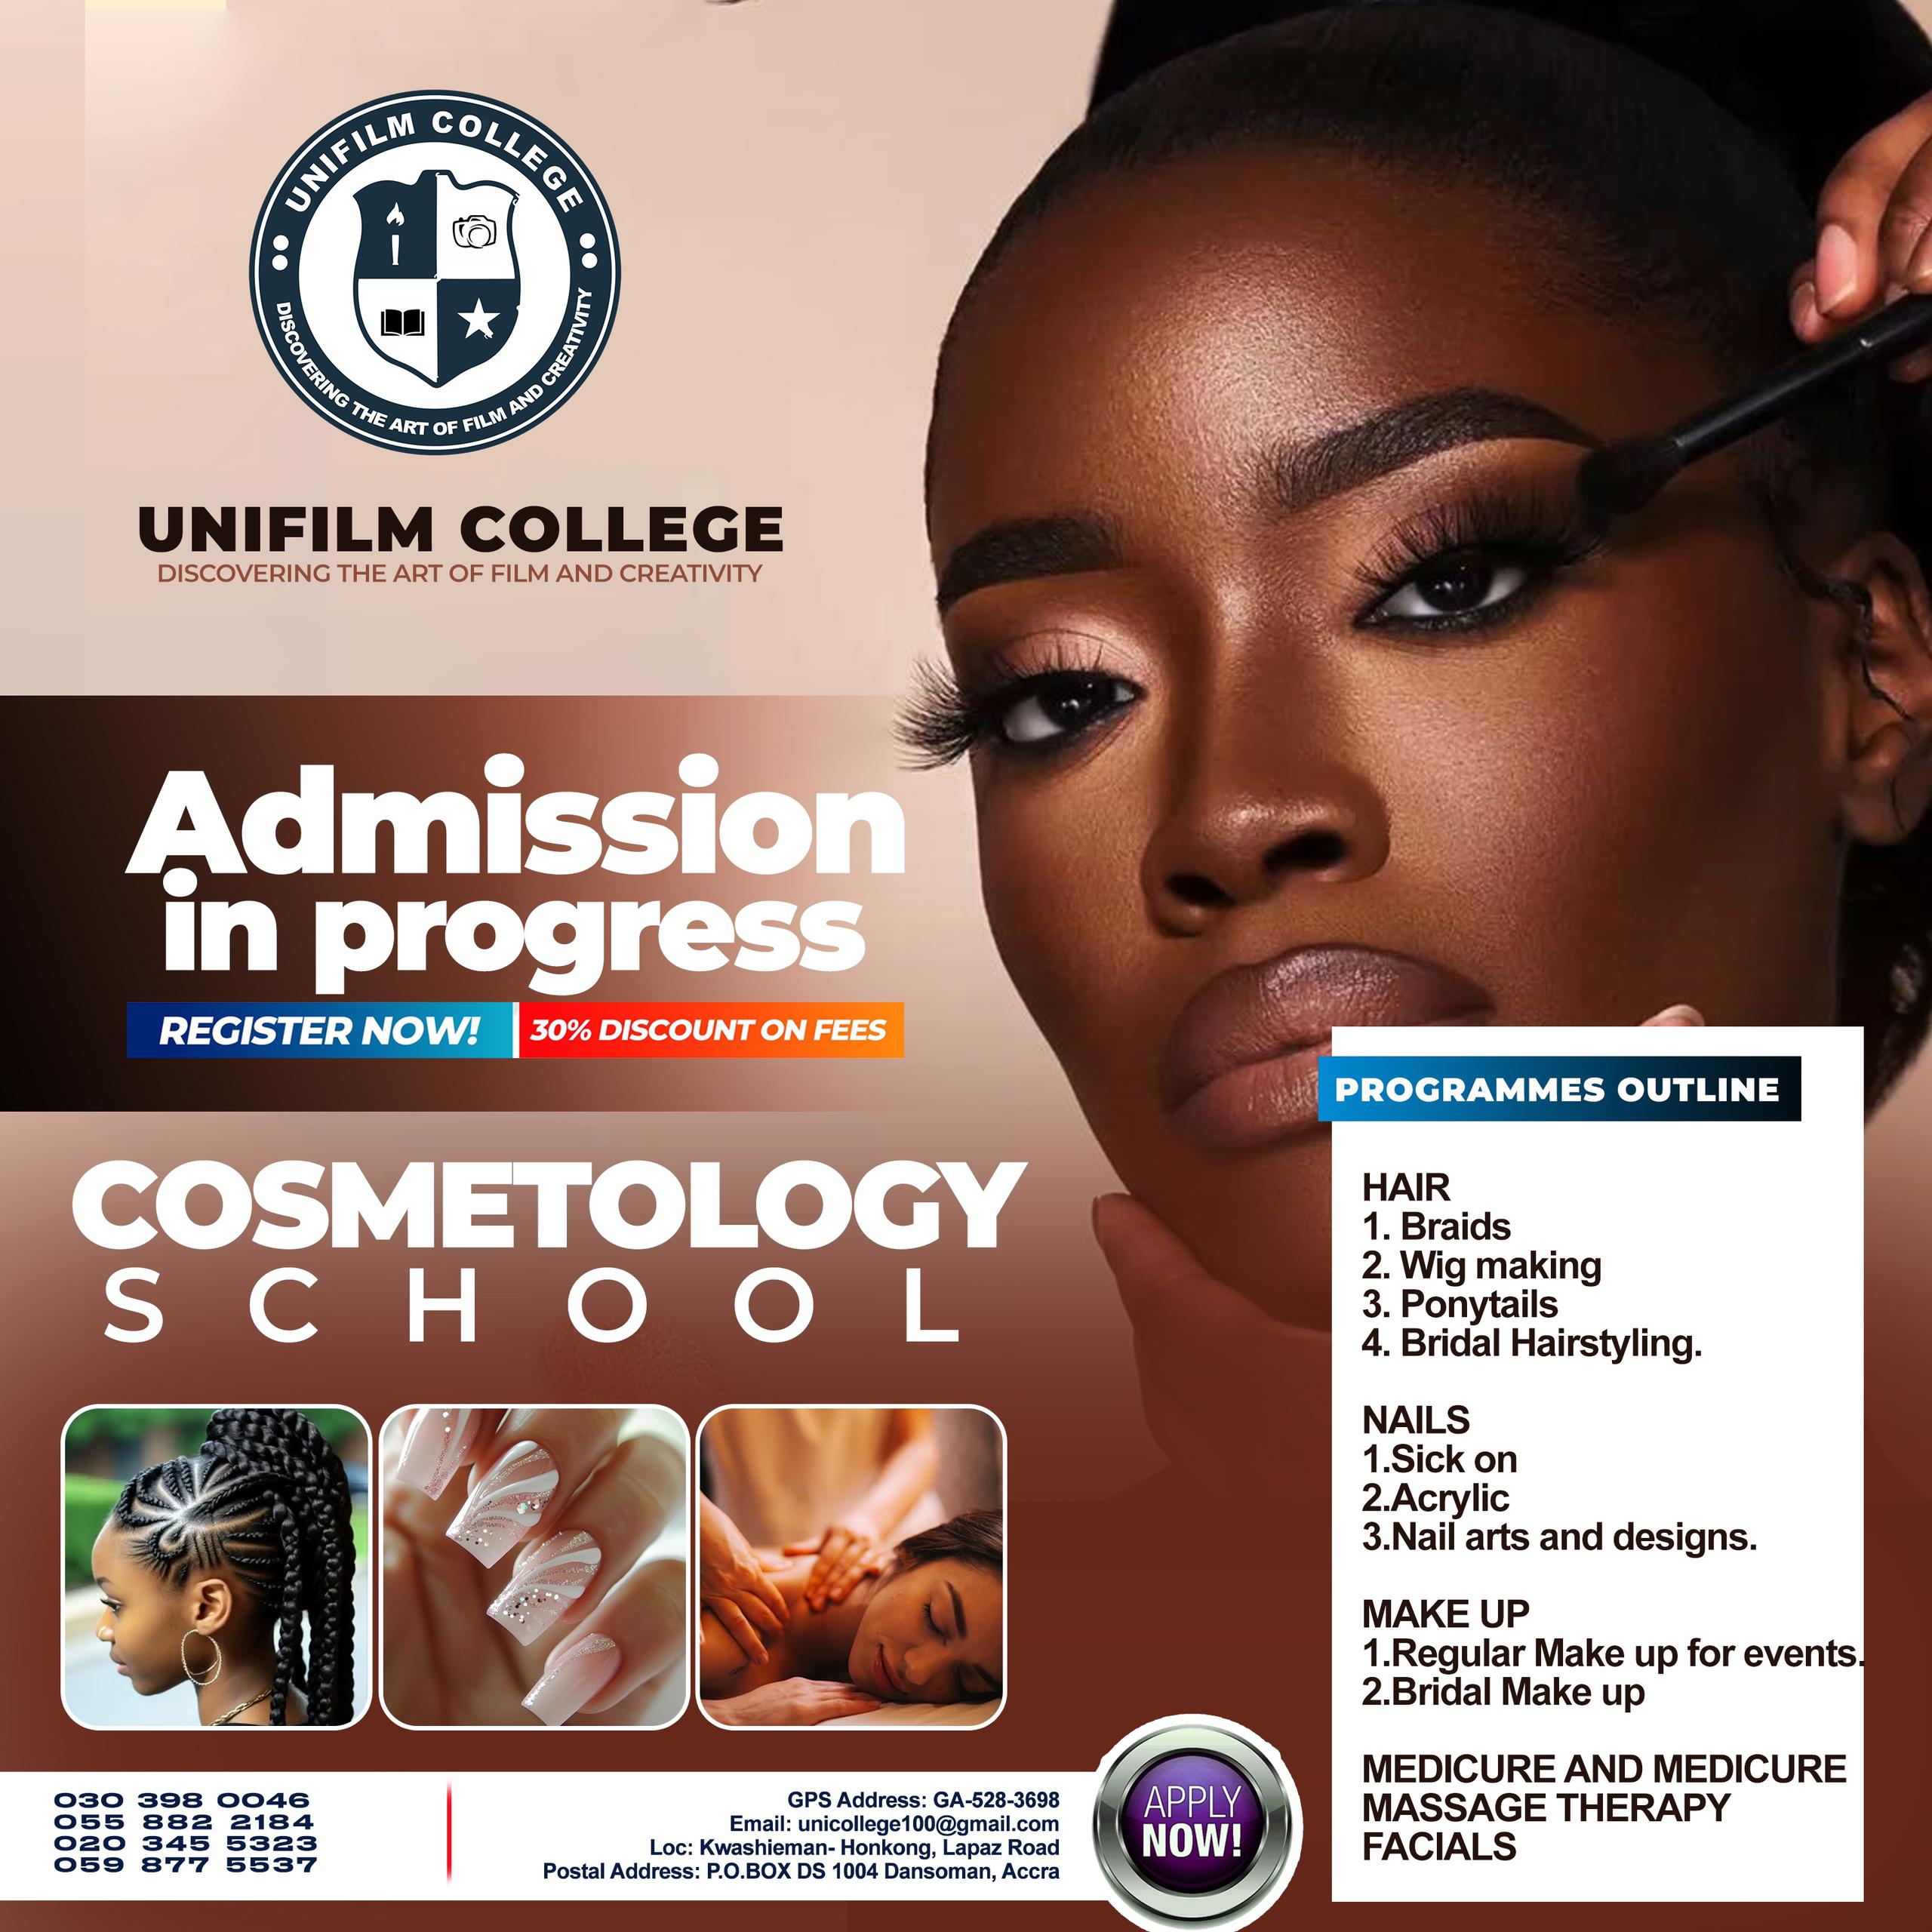 UNIFILM COLLEGE
DISCOVERING THE ART OF FILM AND CREATIVITY
UNIFILM COLLEGE
DISCOVERING THE ART OF FILM AND CREATIVITY
Admission
in progress
REGISTER NOW!
30% DISCOUNT ON FEES
COSMETOLOGY
SCHOOL
PROGRAMMES OUTLINE
HAIR
1. Braids
2. Wig making
3. Ponytails
4. Bridal Hairstyling.
NAILS
1.Sick on
2.Acrylic
3.Nail arts and designs.
MAKE UP
1.Regular Make up for events.
2.Bridal Make up
MEDICURE AND MEDICURE
MASSAGE THERAPY
FACIALS
030 398 0046
055 882 2184
020 345 5323
059 877 5537
GPS Address: GA-528-3698
Email: unicollege100@gmail.com
Loc: Kwashieman- Honkong, Lapaz Road
Postal Address: P.O.BOX DS 1004 Dansoman, Accra
APPLY
NOW!